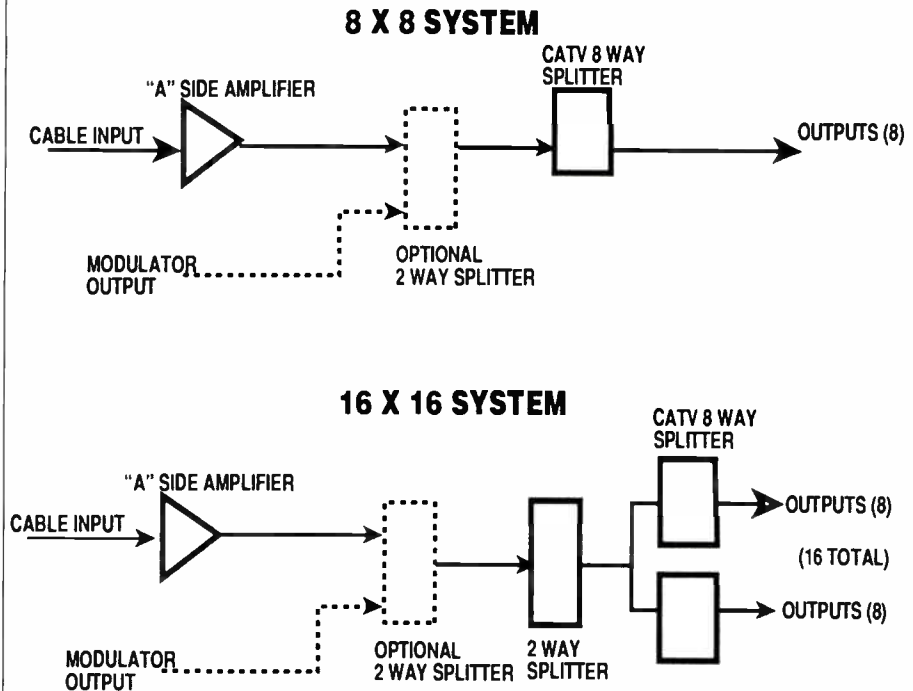 8 X 8 SYSTEM
CATV 8 WAY
SPLITTER
"A" SIDE AMPLIFIER
CABLE INPUT
OUTPUTS (8)
MODULATOR
OUTPUT
OPTIONAL
2 WAY SPLITTER
16 X 16 SYSTEM
CATV 8 WAY
SPLITTER
"A" SIDE AMPLIFIER
CABLE INPUT
OUTPUTS (8)
(16 TOTAL)
OUTPUTS (8)
MODULATOR
OUTPUT
OPTIONAL
2 WAY SPLITTER
2 WAY
SPLITTER